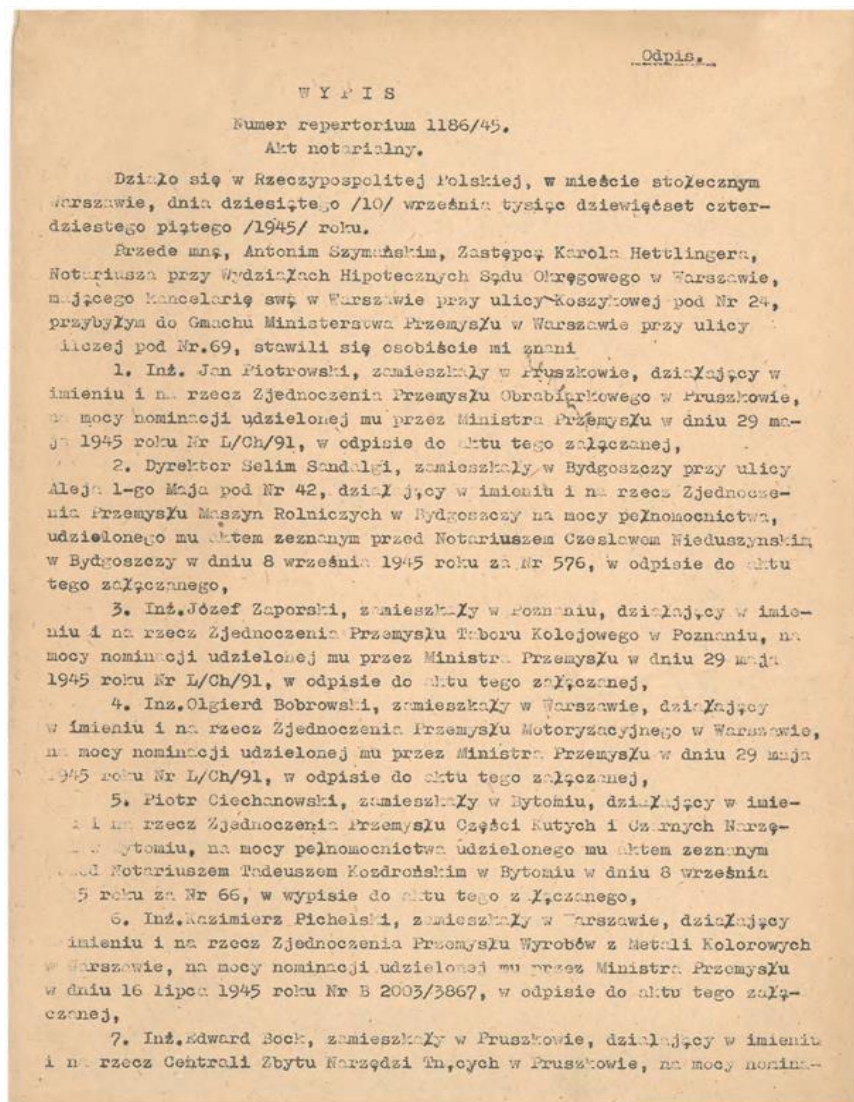 Odpis.
W Y P I S
Numer repertorium 1186/45.
Akt notarialny.
Działo się w Rzeczypospolitej Polskiej, w mieście stołecznym
Warszawie, dnia dziesiątego /10/ września tysiąc dziewięćset czter-
dziestego piątego /1945/ roku.
Przede mną, Antonim Szymańskim, Zastępcą Karola Hettlingera,
Notariusza przy Wydziałach Hipotecznych Sądu Okręgowego w Warszawie,
mającego kancelarię swą w Warszawie przy ulicy Koszykowej pod Nr 24,
przybyłym do Gmachu Ministerstwa Przemysłu w Warszawie przy ulicy
ilczej pod Nr.69, stawili się osobiście mi znani
1. Inż. Jan Piotrowski, zamieszkały w Pruszkowie, działający w
imieniu i na rzecz Zjednoczenia Przemysłu Obrabiarkowego w Pruszkowie,
na mocy nominacji udzielonej mu przez Ministra Przemysłu w dniu 29 ma-
ja 1945 roku Nr L/Ch/91, w odpisie do aktu tego załączanej,
2. Dyrektor Selim Sandalgi, zamieszkały w Bydgoszczy przy ulicy
Aleja 1-go Maja pod Nr 42, działający w imieniu i na rzecz Zjednocze-
nia Przemysłu Maszyn Rolniczych w Bydgoszczy na mocy pełnomocnictwa,
udzielonego mu aktem zeznanym przed Notariuszem Czesławem Nieduszynskim
w Bydgoszczy w dniu 8 września 1945 roku za Nr 576, w odpisie do aktu
tego załączanego,
3. Inż.Józef Zaporski, zamieszkały w Poznaniu, działający w imie-
niu i na rzecz Zjednoczenia Przemysłu Taboru Kolejowego w Poznaniu, na
mocy nominacji udzielonej mu przez Ministra Przemysłu w dniu 29 maja
1945 roku Nr L/Ch/91, w odpisie do aktu tego załączanej,
4. Inz.Olgierd Bobrowski, zamieszkały w Warszawie, działający
w imieniu i na rzecz Zjednoczenia Przemysłu Motoryzacyjnego w Warszawie,
na mocy nominacji udzielonej mu przez Ministra Przemysłu w dniu 29 maja
1945 roku Nr L/Ch/91, w odpisie do aktu tego załączanej,
5. Piotr Ciechanowski, zamieszkały w Bytomiu, działający w imie-
i na rzecz Zjednoczenia Przemysłu Części Kutych i Czarnych Narzę-
w Bytomiu, na mocy pełnomocnictwa udzielonego mu aktem zeznanym
Notariuszem Tadeuszem Kozdrońskim w Bytomiu w dniu 8 września
5 roku za Nr 66, w wypisie do aktu tego załączanego,
6. Inż.Kazimierz Pichelski, zamieszkały w Warszawie, działający
imieniu i na rzecz Zjednoczenia Przemysłu Wyrobów z Metali Kolorowych
w Warszawie, na mocy nominacji udzielonej mu przez Ministra Przemysłu
w dniu 16 lipca 1945 roku Nr B 2003/3867, w odpisie do aktu tego załą-
czanej,
7. Inż.Edward Bock, zamieszkały w Pruszkowie, działający w imieniu
i na rzecz Centrali Zbytu Narzędzi Tnących w Pruszkowie, na mocy nomina-